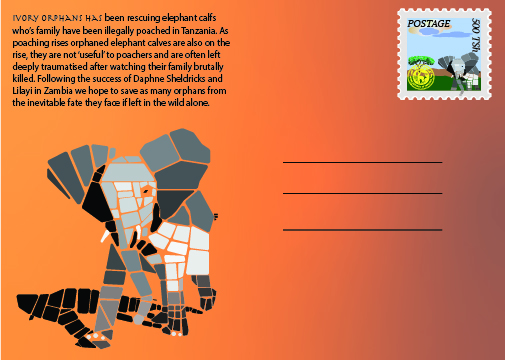 IVORY ORPHANS HAS been rescuing elephant calfs
who's family have been illegally poached in Tanzania. As
poaching rises orphaned elephant calves are also on the
rise, they are not 'useful' to poachers and are often left
deeply traumatised after watching their family brutally
killed. Following the success of Daphne Sheldricks and
Lilayi in Zambia we hope to save as many orphans from
the inevitable fate they face if left in the wild alone.
POSTAGE
500 TSH